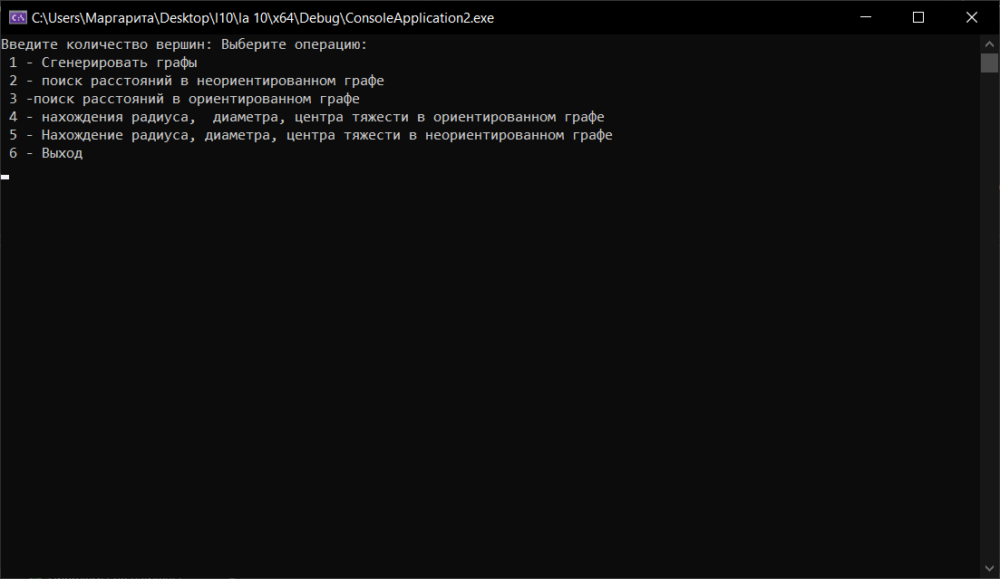 C:\Users\Маргарита\Desktop\l10\la 10\x64\Debug\ConsoleApplication2.exe
Введите количество вершин: Выберите операцию:
1 - Сгенерировать графы
2 - поиск расстояний в неориентированном графе
3 -поиск расстояний в ориентированном графе
4 - нахождения радиуса,  диаметра, центра тяжести в ориентированном графе
5 - Нахождение радиуса, диаметра, центра тяжести в неориентированном графе
6 - Выход